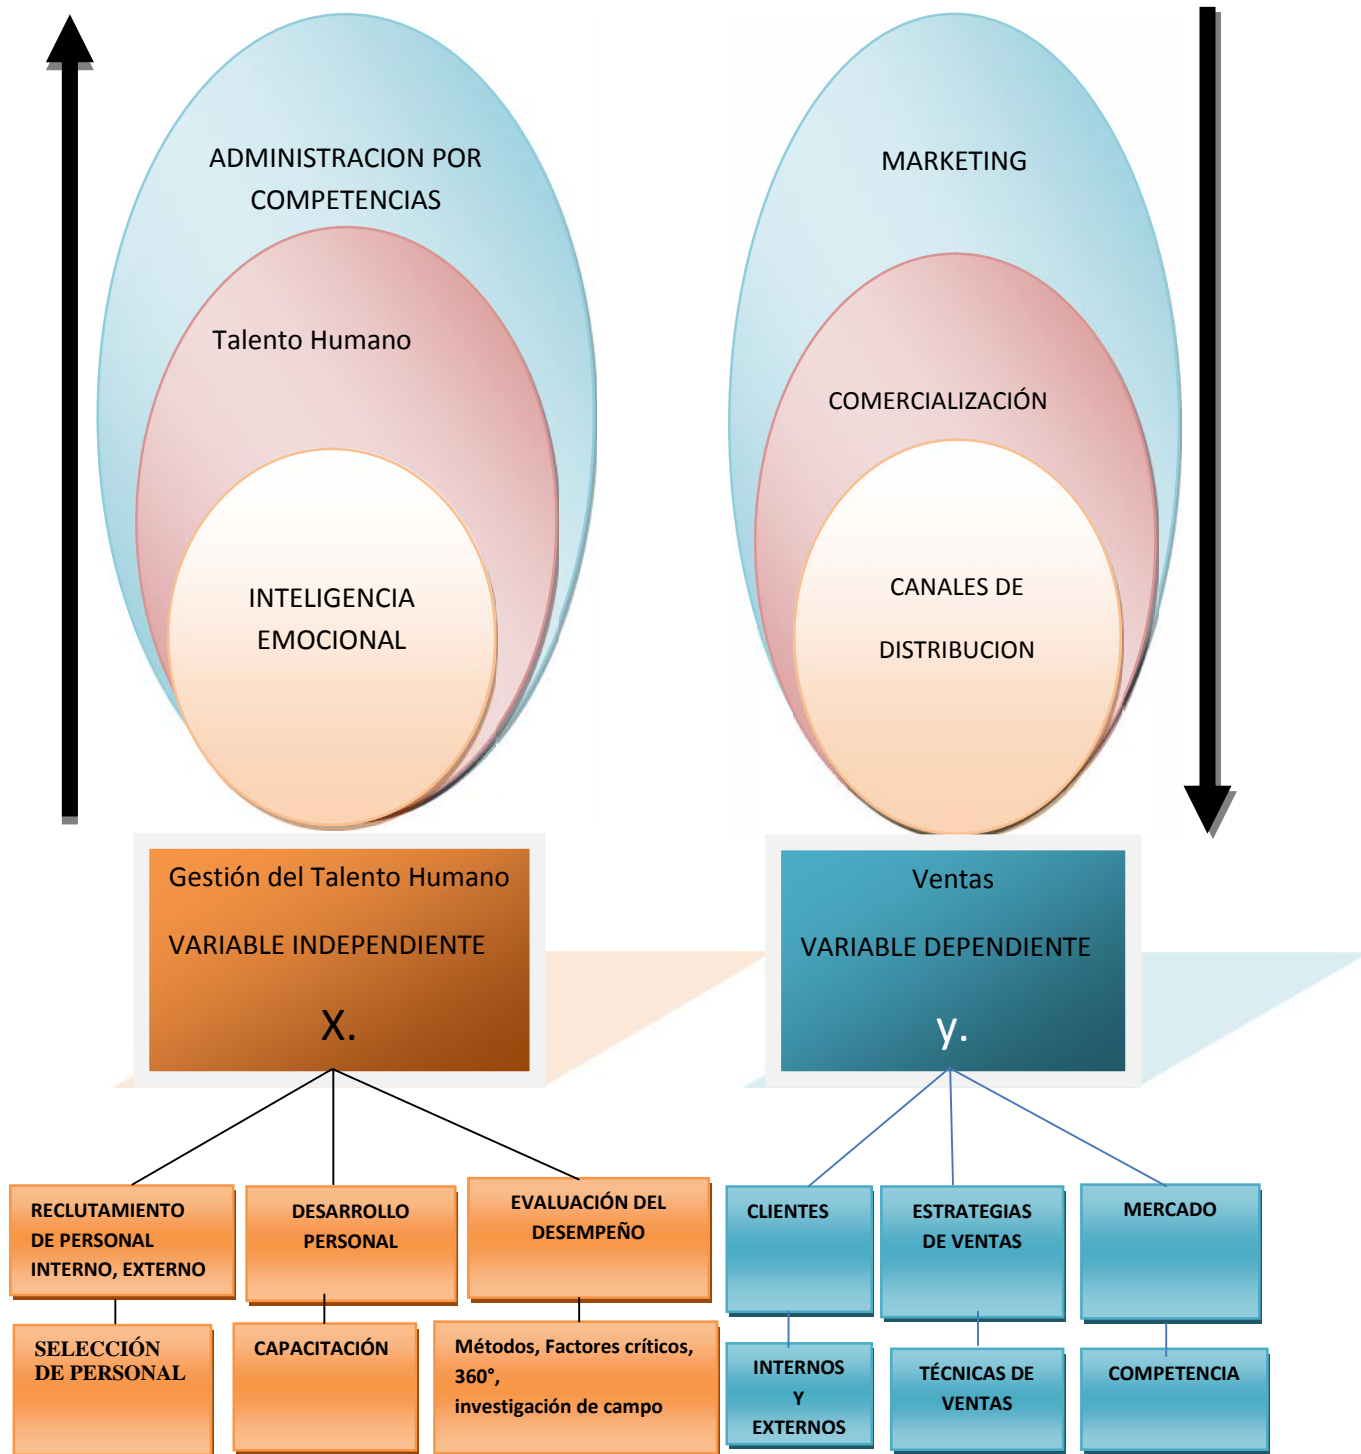 ADMINISTRACION POR
COMPETENCIAS
Talento Humano
INTELIGENCIA
EMOCIONAL
MARKETING
COMERCIALIZACIÓN
CANALES DE
DISTRIBUCION
Gestión del Talento Humano
VARIABLE INDEPENDIENTE
X.
Ventas
VARIABLE DEPENDIENTE
y.
RECLUTAMIENTO
DE PERSONAL
INTERNO, EXTERNO
DESARROLLO
PERSONAL
EVALUACIÓN DEL
DESEMPEÑO
CLIENTES
ESTRATEGIAS
DE VENTAS
MERCADO
SELECCIÓN
DE PERSONAL
CAPACITACIÓN
Métodos, Factores críticos,
360°,
investigación de campo
INTERNOS
Y
EXTERNOS
TÉCNICAS DE
VENTAS
COMPETENCIA